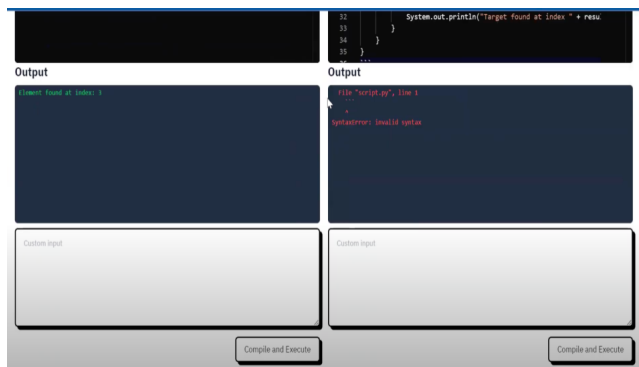 32 System.out.println("Target found at index " + resu
33 }
34 }
35 }
Output
Output
Element found at index: 3
File "script.py", line 1
```
^
SyntaxError: invalid syntax
Custom input
Custom input
Compile and Execute
Compile and Execute